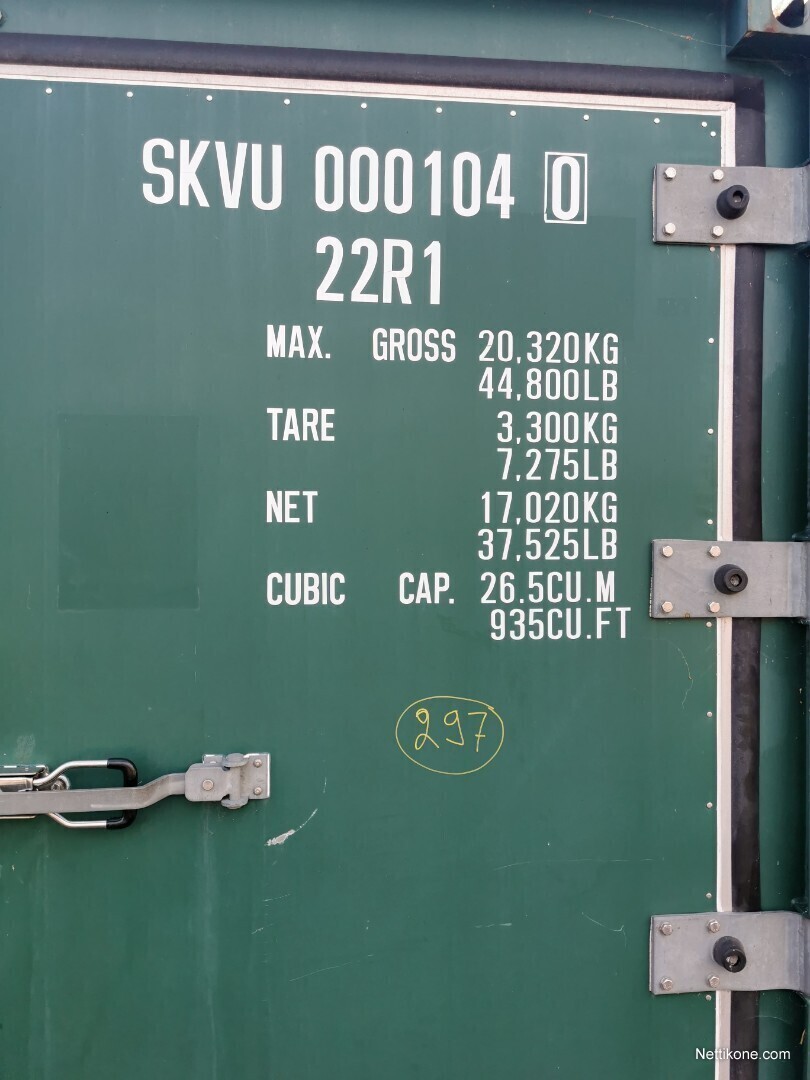 SKVU 000104 0
22R1
MAX. GROSS 20,320KG
44,800LB
TARE 3,300KG
7,275LB
NET 17,020KG
37,525LB
CUBIC CAP. 26.5CU.M
935CU.FT
297
Nettikone.com